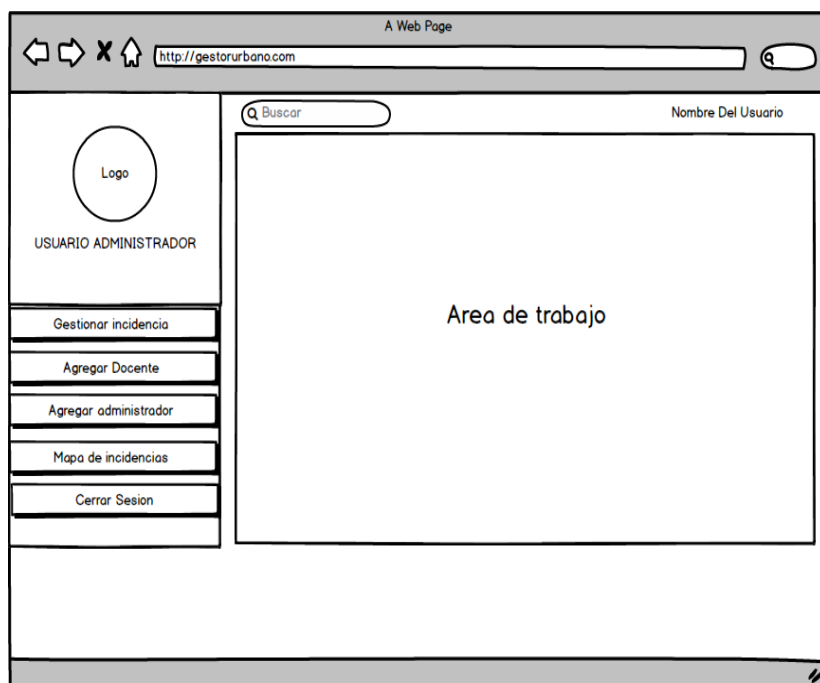 A Web Page
http://gestorurbano.com
Buscar
Nombre Del Usuario
Logo
USUARIO ADMINISTRADOR
Gestionar incidencia
Agregar Docente
Agregar administrador
Mapa de incidencias
Cerrar Sesion
Area de trabajo